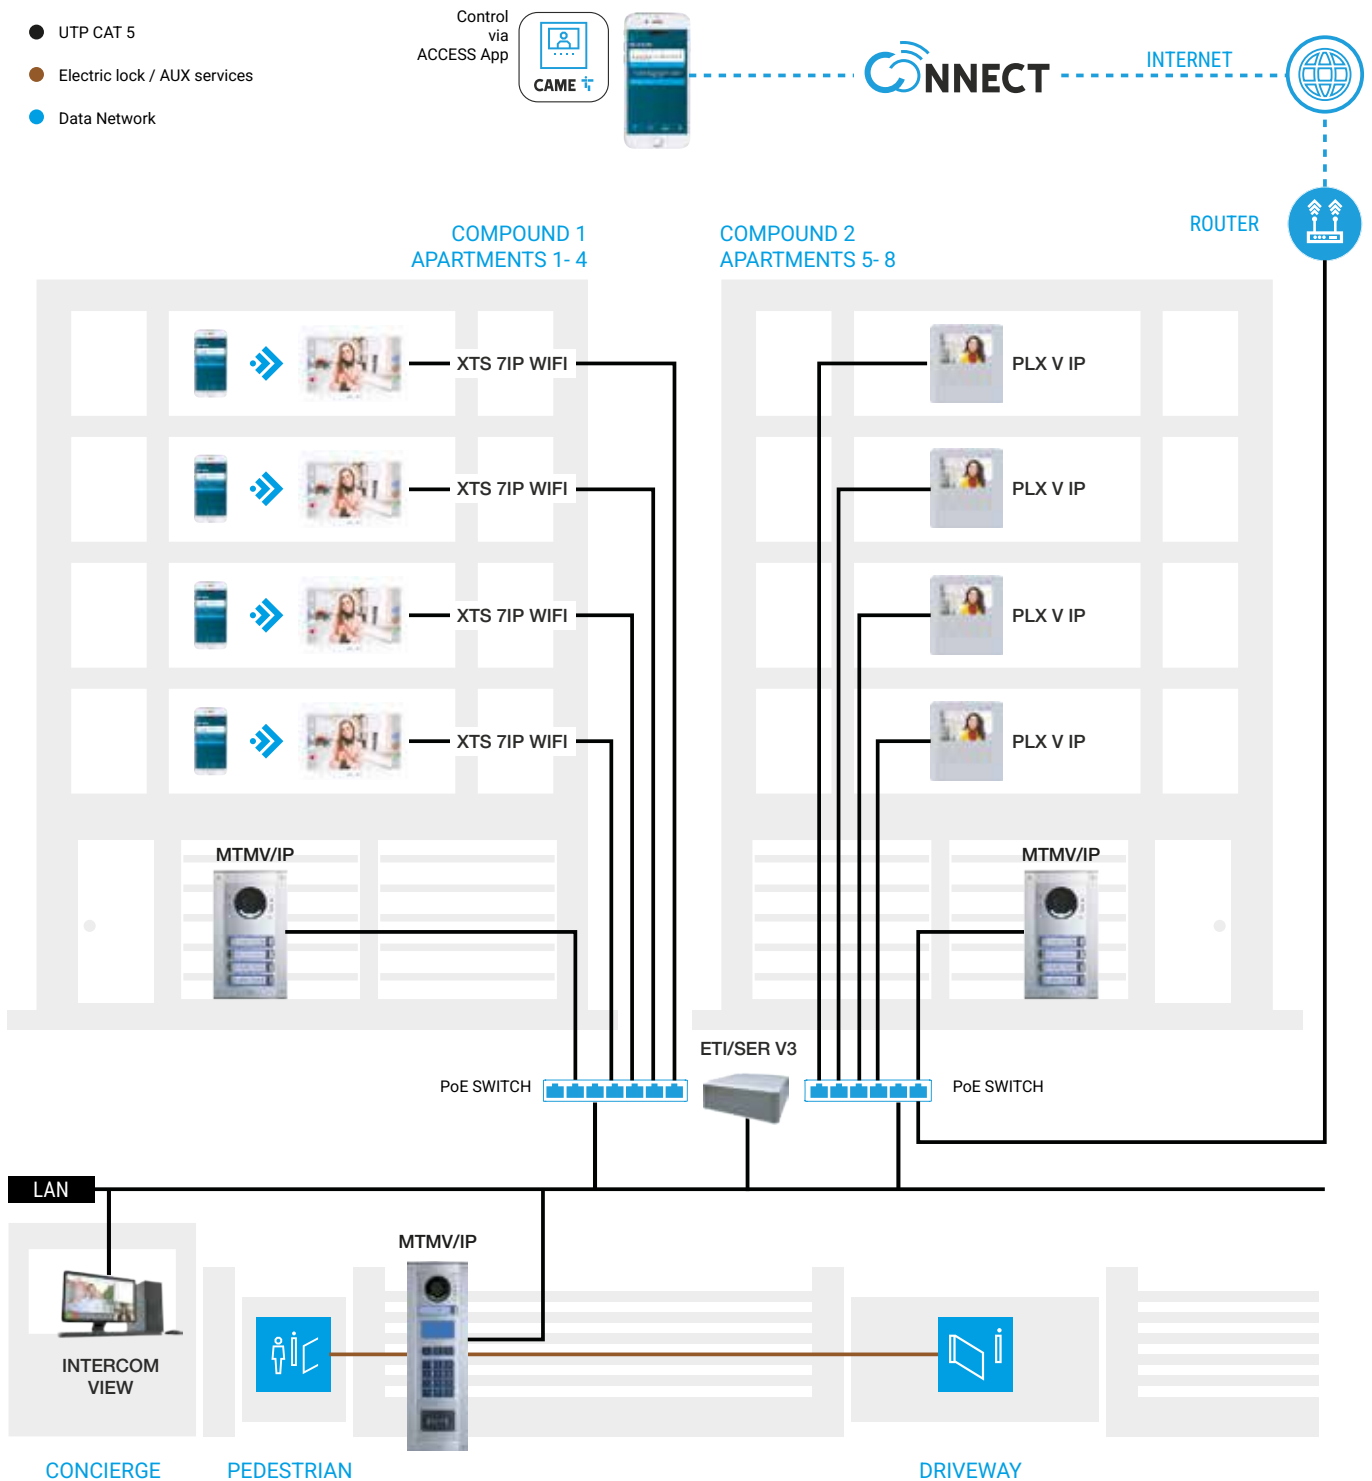 UTP CAT 5
Electric lock / AUX services
Data Network
Control
via
ACCESS App
CAME
CONNECT
INTERNET
ROUTER
COMPOUND 1
APARTMENTS 1- 4
COMPOUND 2
APARTMENTS 5- 8
XTS 7IP WIFI
PLX V IP
XTS 7IP WIFI
PLX V IP
XTS 7IP WIFI
PLX V IP
XTS 7IP WIFI
PLX V IP
MTMV/IP
MTMV/IP
ETI/SER V3
PoE SWITCH
PoE SWITCH
LAN
MTMV/IP
INTERCOM
VIEW
CONCIERGE
PEDESTRIAN
DRIVEWAY